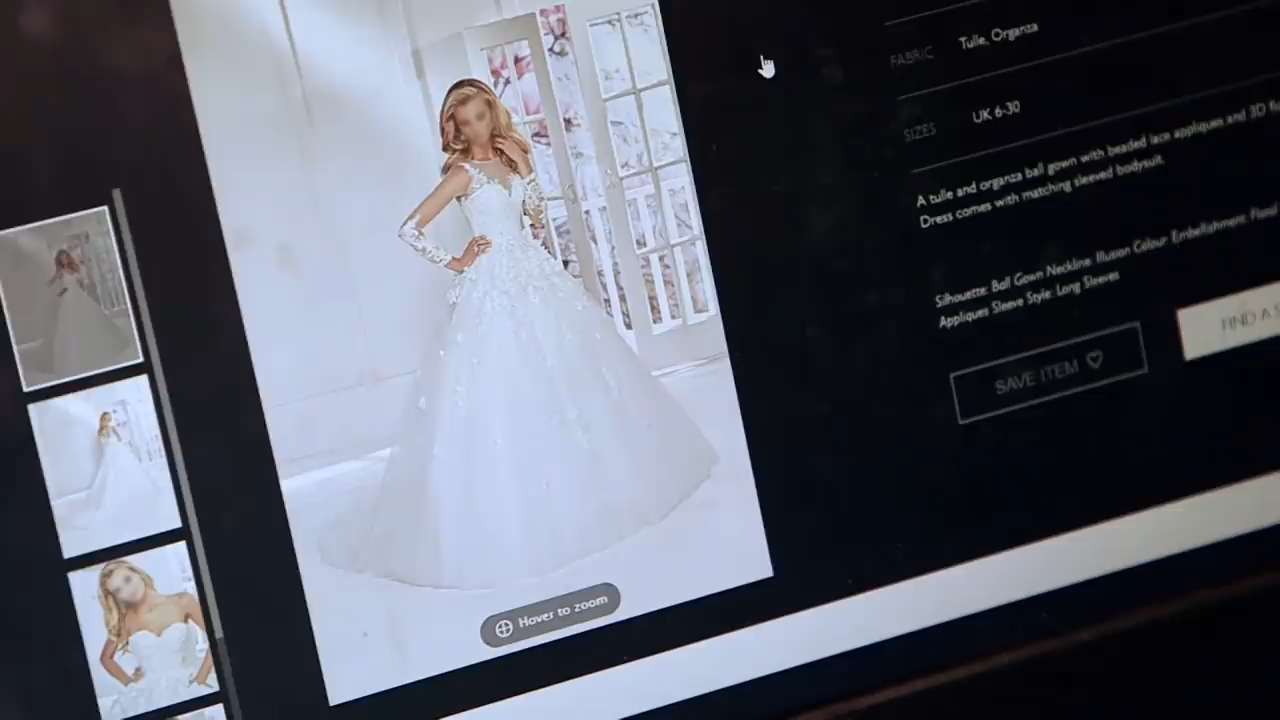 FABRIC Tulle, Organza
SIZES UK 6-30
A tulle and organza ball gown with beaded lace appliques and 3D
Dress comes with matching sleeved bodysuit.
Silhouette: Ball Gown Neckline: Illusion Colour Embellishment: Floral
Appliques Sleeve Style: Long Sleeves
SAVE ITEM
FIND A
Hover to zoom